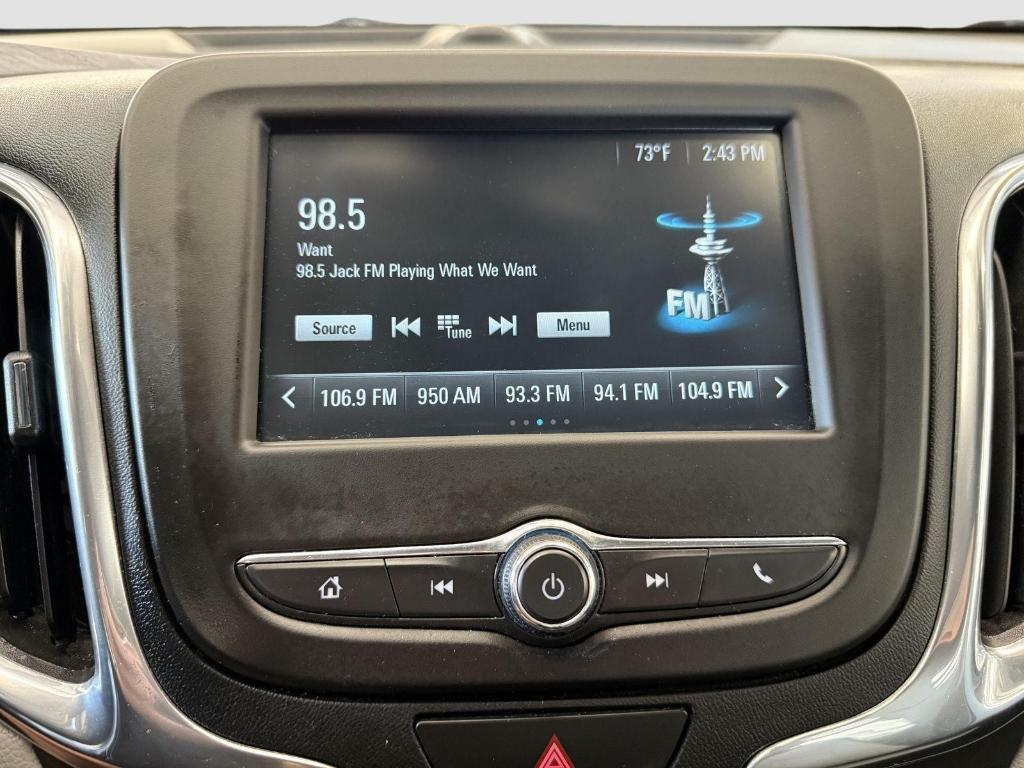 73°F 2:43 PM
98.5
Want
98.5 Jack FM Playing What We Want
FM
Source Tune Menu
106.9 FM 950 AM 93.3 FM 94.1 FM 104.9 FM